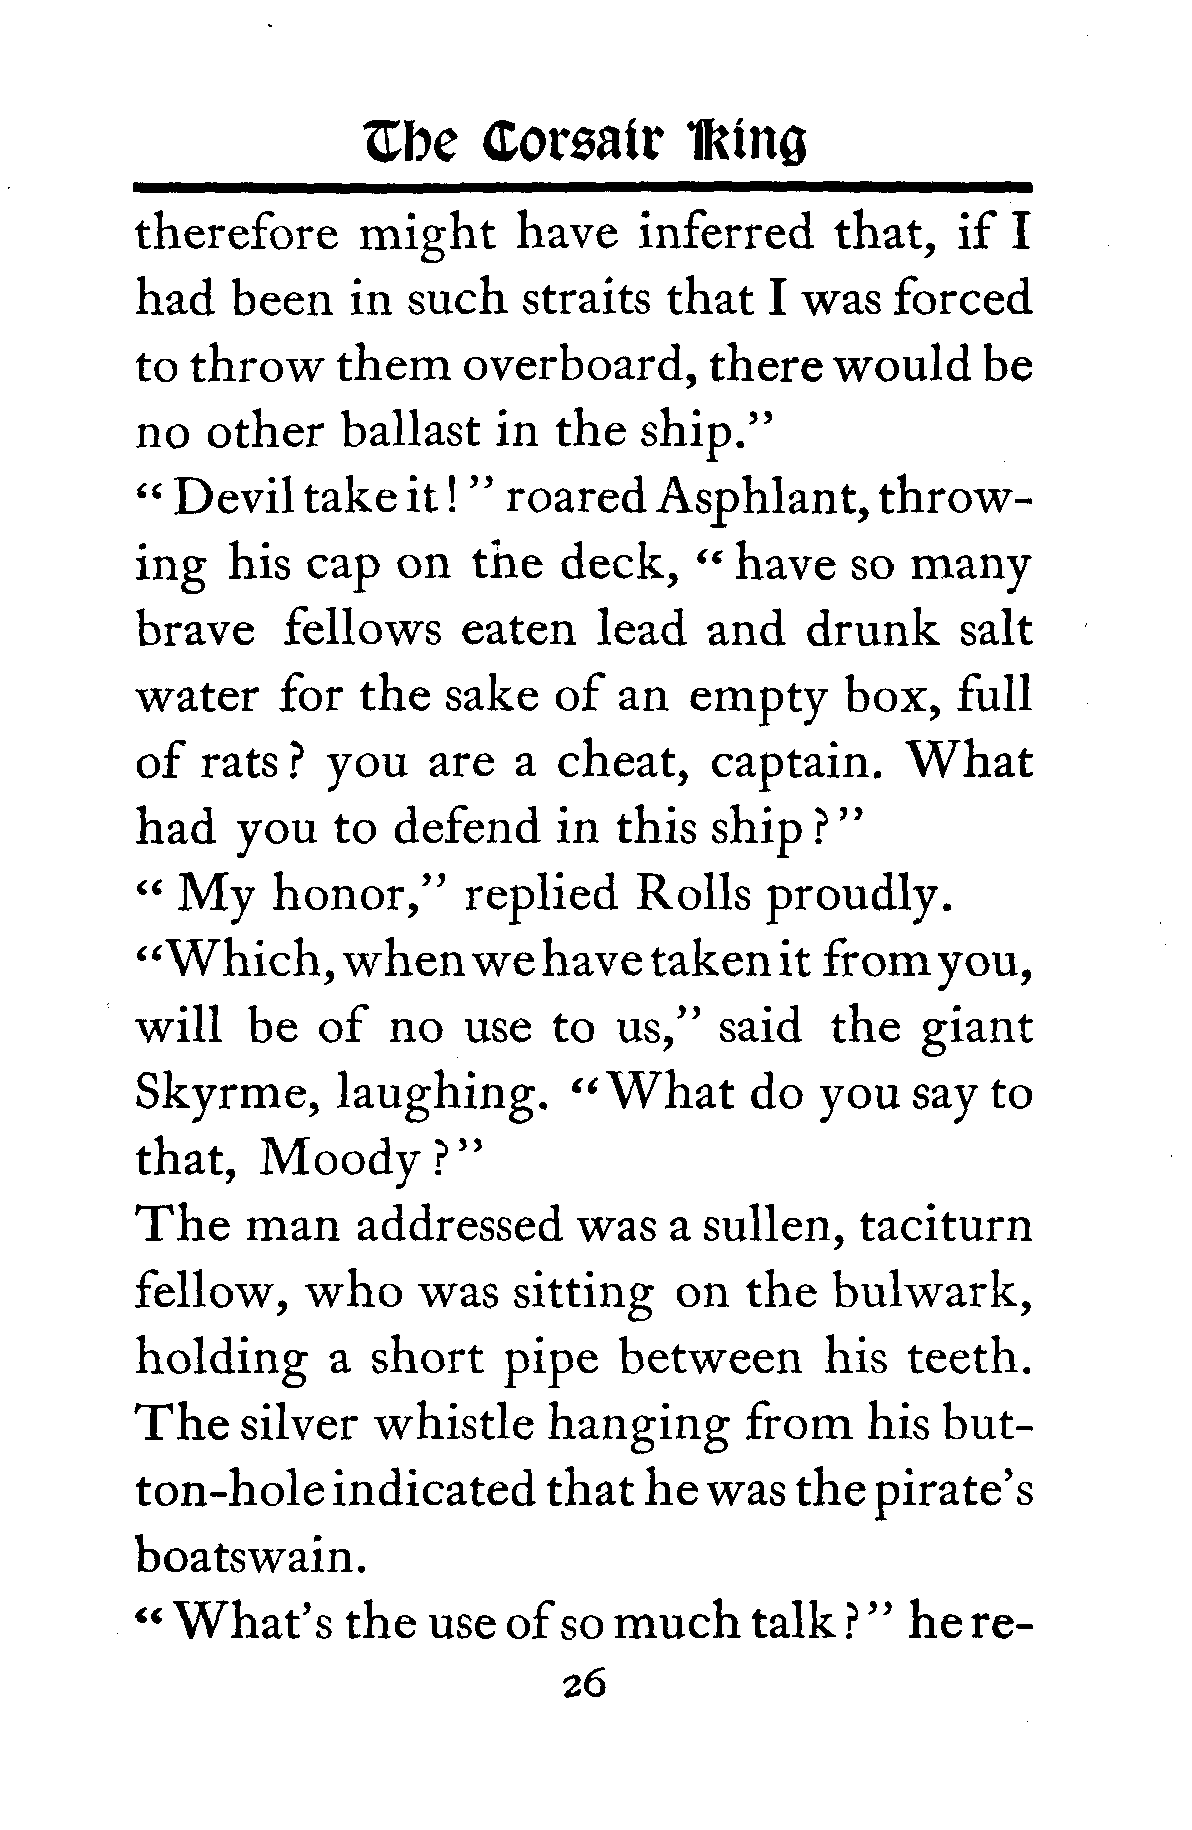 The Corsair King
therefore might have inferred that, if I
had been in such straits that I was forced
to throw them overboard, there would be
no other ballast in the ship."
"Devil take it!" roared Asphlant, throw-
ing his cap on the deck, "have so many
brave fellows eaten lead and drunk salt
water for the sake of an empty box, full
of rats? you are a cheat, captain. What
had you to defend in this ship?"
"My honor," replied Rolls proudly.
"Which, when we have taken it from you,
will be of no use to us," said the giant
Skyrme, laughing. "What do you say to
that, Moody?"
The man addressed was a sullen, taciturn
fellow, who was sitting on the bulwark,
holding a short pipe between his teeth.
The silver whistle hanging from his but-
ton-hole indicated that he was the pirate's
boatswain.
"What's the use of so much talk?" he re-
26